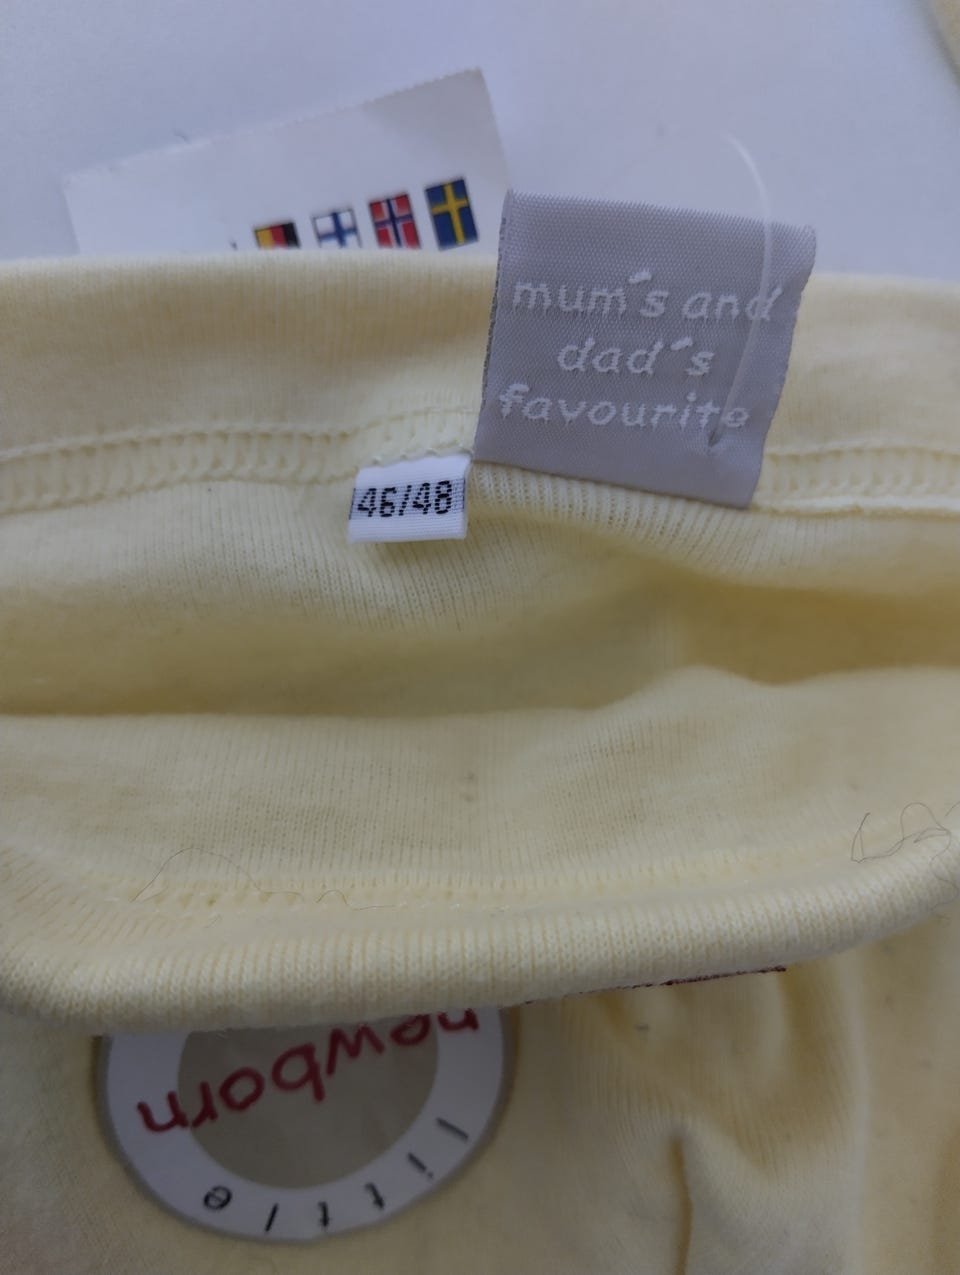 mum´s and
dad´s
favourite
46/48
newborn
little